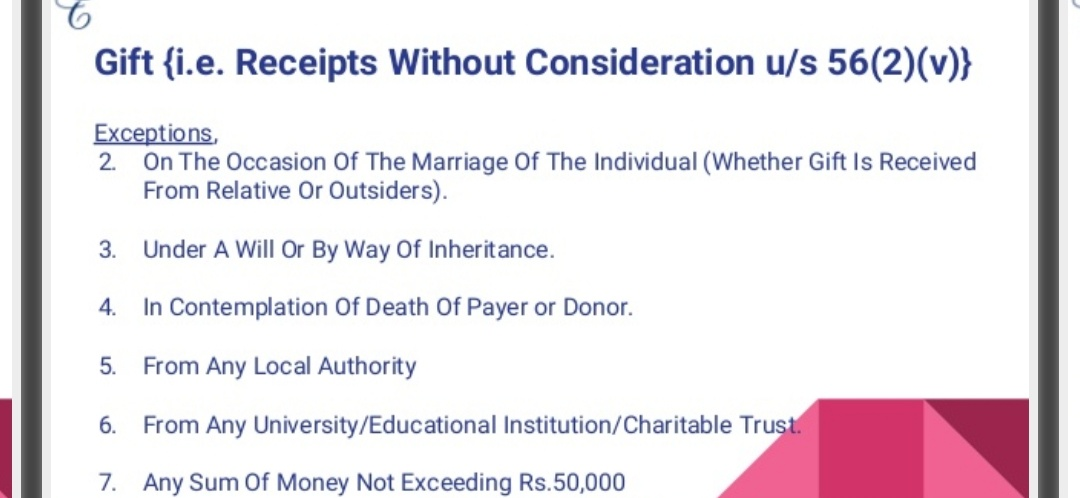 Gift {i.e. Receipts Without Consideration u/s 56(2)(v)}
Exceptions,
2. On The Occasion Of The Marriage Of The Individual (Whether Gift Is Received
From Relative Or Outsiders).
3. Under A Will Or By Way Of Inheritance.
4. In Contemplation Of Death Of Payer or Donor.
5. From Any Local Authority
6. From Any University/Educational Institution/Charitable Trust.
7. Any Sum Of Money Not Exceeding Rs.50,000